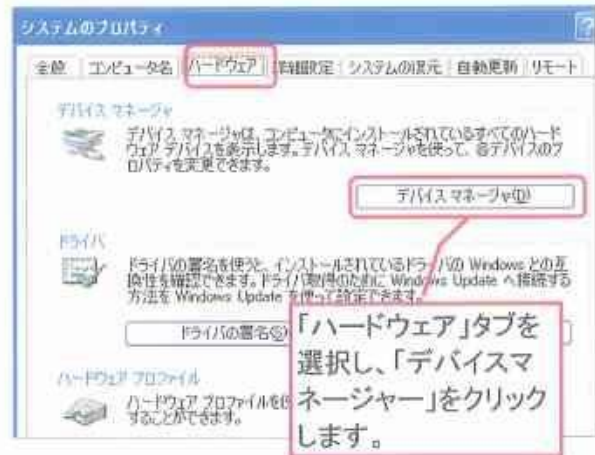 システムのプロパティ
?
全般 コンピュータ名 ハードウェア 詳細設定 システムの復元 自動更新 リモート
デバイス マネージャ
デバイス マネージャは、コンピュータにインストールされているすべてのハード
ウェア デバイスを表示します。デバイス マネージャを使って、各デバイスのプ
ロパティを変更できます。
デバイス マネージャ(D)
ドライバ
ドライバの署名を使うと、インストールされているドライバの Windows との互
換性を確認できます。ドライバ取得のために Windows Update へ接続する
方法を Windows Update を使って設定できます。
ドライバの署名(S)
「ハードウェア」タブを
選択し、「デバイスマ
ネージャー」をクリック
します。
ハードウェア プロファイル
ハードウェア プロファイルを
することができます。